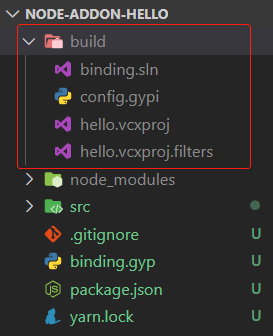 NODE-ADDON-HELLO
build
binding.sln
config.gypi
hello.vcxproj
hello.vcxproj.filters
node_modules
src
.gitignore U
binding.gyp U
package.json U
yarn.lock U